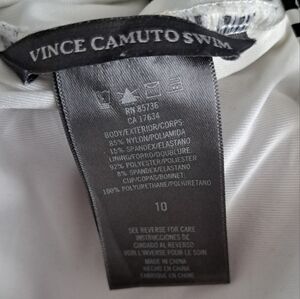 VINCE CAMUTO SWIM
RN 85736
CA 17634
BODY/EXTERIOR/CORPS
85% NYLON/POLIAMIDA
15% SPANDEX/ELASTANO
LINING/FORRO/DOUBLURE
92% POLYESTER/POLIESTER
8% SPANDEX/ELASTANO
CUP/COPAS/BONNET
100% POLYURETHANE/POLIURETANO
10
SEE REVERSE FOR CARE
INSTRUCCIONES DE
CUIDADO AL REVERSO
VOIR L'INVERSE POUR LE SOIN
MADE IN CHINA
HECHO EN CHINA
FABRIQUE EN CHINE